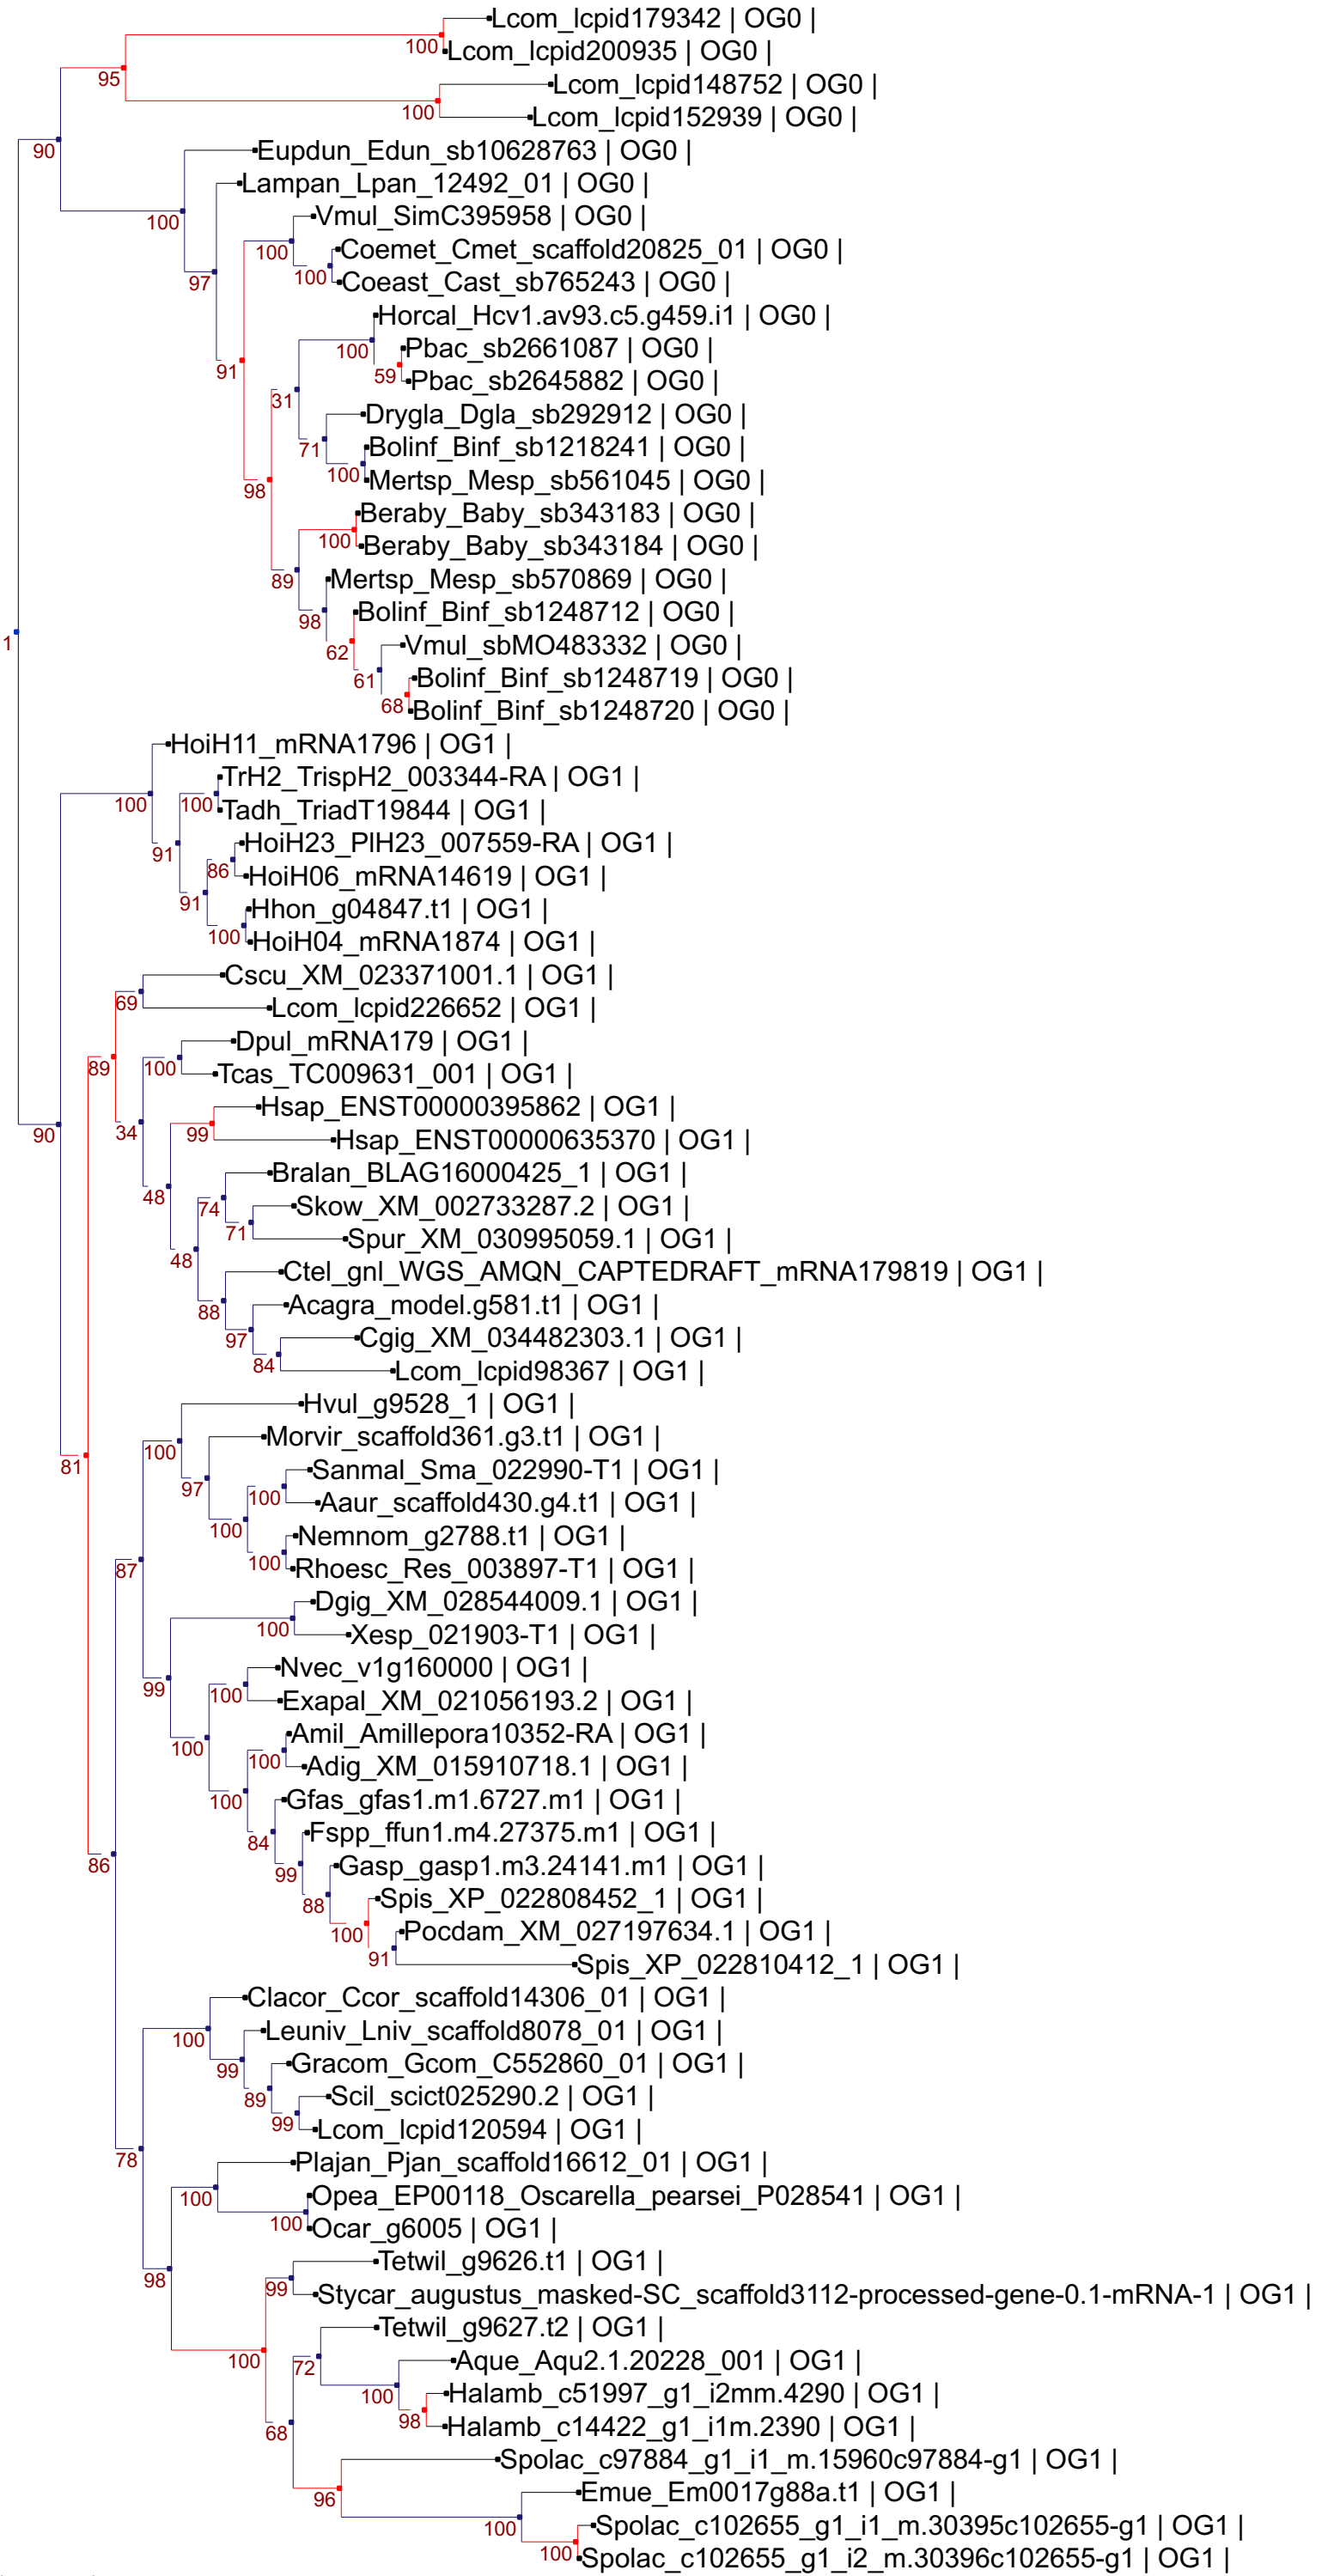 Lcom_lcpid179342 | OG0 |
100
Lcom_lcpid200935 | OG0 |
95
Lcom_lcpid148752 | OG0 |
100
Lcom_lcpid152939 | OG0 |
90
Eupdun_Edun_sb10628763 | OG0 |
Lampan_Lpan_12492_01 | OG0 |
100
Vmul_SimC395958 | OG0 |
100
Coemet_Cmet_scaffold20825_01 | OG0 |
97
100
Coeast_Cast_sb765243 | OG0 |
Horcal_Hcv1.av93.c5.g459.i1 | OG0 |
100
Pbac_sb2661087 | OG0 |
91
59
Pbac_sb2645882 | OG0 |
31
Drygla_Dgla_sb292912 | OG0 |
71
Bolinf_Binf_sb1218241 | OG0 |
100
Mertsp_Mesp_sb561045 | OG0 |
98
Beraby_Baby_sb343183 | OG0 |
100
Beraby_Baby_sb343184 | OG0 |
89
Mertsp_Mesp_sb570869 | OG0 |
98
Bolinf_Binf_sb1248712 | OG0 |
1
62
Vmul_sbMO483332 | OG0 |
61
Bolinf_Binf_sb1248719 | OG0 |
68
Bolinf_Binf_sb1248720 | OG0 |
HoiH11_mRNA1796 | OG1 |
TrH2_TrispH2_003344-RA | OG1 |
100
100
Tadh_TriadT19844 | OG1 |
HoiH23_PlH23_007559-RA | OG1 |
91
86
HoiH06_mRNA14619 | OG1 |
91
Hhon_g04847.t1 | OG1 |
100
HoiH04_mRNA1874 | OG1 |
Cscu_XM_023371001.1 | OG1 |
69
Lcom_lcpid226652 | OG1 |
Dpul_mRNA179 | OG1 |
89
100
Tcas_TC009631_001 | OG1 |
Hsap_ENST00000395862 | OG1 |
90
34
99
Hsap_ENST00000635370 | OG1 |
Bralan_BLAG16000425_1 | OG1 |
48
74
Skow_XM_002733287.2 | OG1 |
71
Spur_XM_030995059.1 | OG1 |
48
Ctel_gnl_WGS_AMQN_CAPTEDRAFT_mRNA179819 | OG1 |
88
Acagra_model.g581.t1 | OG1 |
97
Cgig_XM_034482303.1 | OG1 |
84
Lcom_lcpid98367 | OG1 |
Hvul_g9528_1 | OG1 |
Morvir_scaffold361.g3.t1 | OG1 |
100
81
Sanmal_Sma_022990-T1 | OG1 |
97
100
Aaur_scaffold430.g4.t1 | OG1 |
100
Nemnom_g2788.t1 | OG1 |
100
Rhoesc_Res_003897-T1 | OG1 |
87
Dgig_XM_028544009.1 | OG1 |
100
Xesp_021903-T1 | OG1 |
Nvec_v1g160000 | OG1 |
99
100
Exapal_XM_021056193.2 | OG1 |
Amil_Amillepora10352-RA | OG1 |
100
100
Adig_XM_015910718.1 | OG1 |
100
Gfas_gfas1.m1.6727.m1 | OG1 |
84
Fspp_ffun1.m4.27375.m1 | OG1 |
86
99
Gasp_gasp1.m3.24141.m1 | OG1 |
88
Spis_XP_022808452_1 | OG1 |
100
Pocdam_XM_027197634.1 | OG1 |
91
Spis_XP_022810412_1 | OG1 |
Clacor_Ccor_scaffold14306_01 | OG1 |
100
Leuniv_Lniv_scaffold8078_01 | OG1 |
99
Gracom_Gcom_C552860_01 | OG1 |
89
Scil_scict025290.2 | OG1 |
99
Lcom_lcpid120594 | OG1 |
78
Plajan_Pjan_scaffold16612_01 | OG1 |
100
Opea_EP00118_Oscarella_pearsei_P028541 | OG1 |
100
Ocar_g6005 | OG1 |
Tetwil_g9626.t1 | OG1 |
98
99
Stycar_augustus_masked-SC_scaffold3112-processed-gene-0.1-mRNA-1 | OG1 |
Tetwil_g9627.t2 | OG1 |
100
72
Aque_Aqu2.1.20228_001 | OG1 |
100
Halamb_c51997_g1_i2mm.4290 | OG1 |
98
68
Halamb_c14422_g1_i1m.2390 | OG1 |
Spolac_c97884_g1_i1_m.15960c97884-g1 | OG1 |
96
Emue_Em0017g88a.t1 | OG1 |
100
Spolac_c102655_g1_i1_m.30395c102655-g1 | OG1 |
100
Spolac_c102655_g1_i2_m.30396c102655-g1 | OG1 |